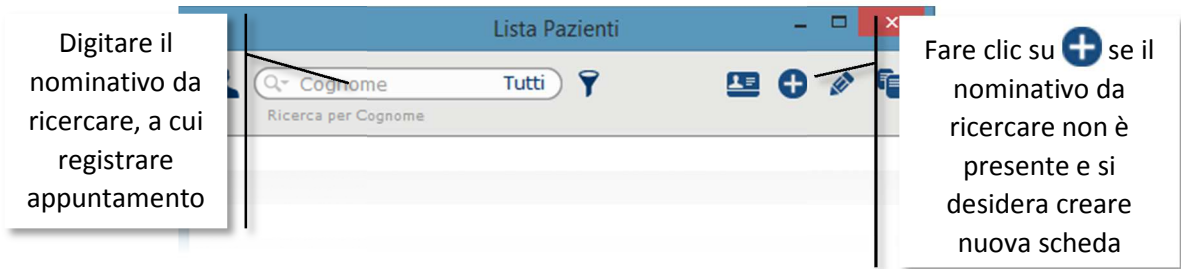 Digitare il
nominativo da
ricercare, a cui
registrare
appuntamento
Lista Pazienti
Cognome
Tutti
Ricerca per Cognome
Fare clic su se il
nominativo da
ricercare non è
presente e si
desidera creare
nuova scheda